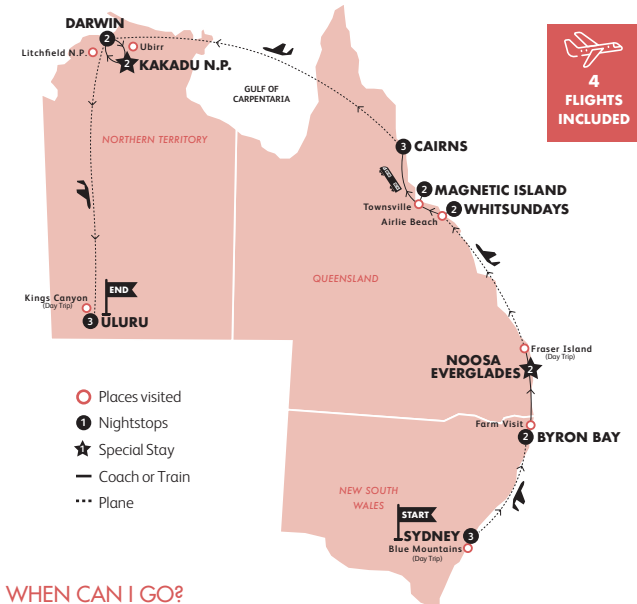 DARWIN
2
Ubirr
Litchfield N.P.
2
KAKADU N.P.
GULF OF
CARPENTARIA
4
FLIGHTS
INCLUDED
NORTHERN TERRITORY
3
CAIRNS
2
MAGNETIC ISLAND
Townsville
2
WHITSUNDAYS
Airlie Beach
QUEENSLAND
END
Kings Canyon
(Day Trip)
3
ULURU
Fraser Island
(Day Trip)
NOOSA
EVERGLADES
2
Places visited
1
Nightstops
1
Special Stay
Coach or Train
Plane
Farm Visit
2
BYRON BAY
NEW SOUTH
WALES
START
SYDNEY
3
Blue Mountains
(Day Trip)
WHEN CAN I GO?